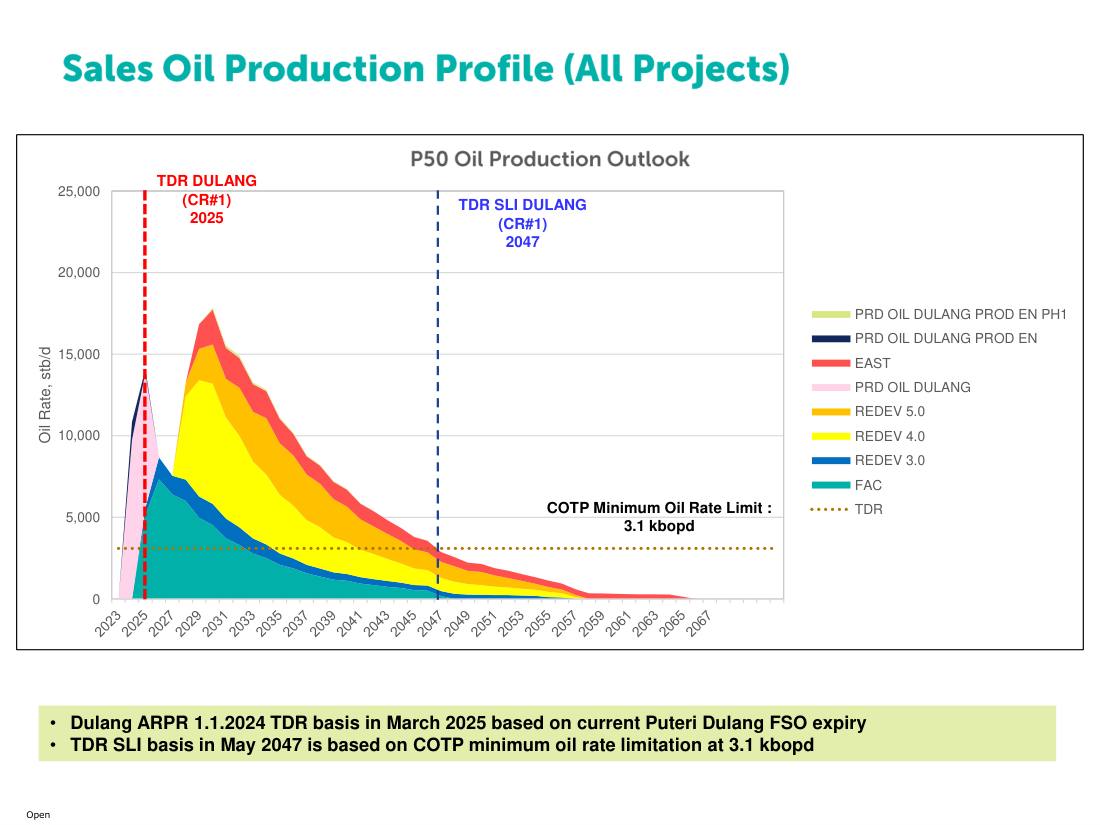 Sales Oil Production Profile (All Projects)
P50 Oil Production Outlook
TDR DULANG
(CR#1)
2025
TDR SLI DULANG
(CR#1)
2047
25,000
20,000
15,000
10,000
5,000
0
Oil Rate, stb/d
COTP Minimum Oil Rate Limit :
3.1 kbopd
2023
2025
2027
2029
2031
2033
2035
2037
2039
2041
2043
2045
2047
2049
2051
2053
2055
2057
2059
2061
2063
2065
2067
PRD OIL DULANG PROD EN PH1
PRD OIL DULANG PROD EN
EAST
PRD OIL DULANG
REDEV 5.0
REDEV 4.0
REDEV 3.0
FAC
TDR
• Dulang ARPR 1.1.2024 TDR basis in March 2025 based on current Puteri Dulang FSO expiry
• TDR SLI basis in May 2047 is based on COTP minimum oil rate limitation at 3.1 kbopd
Open